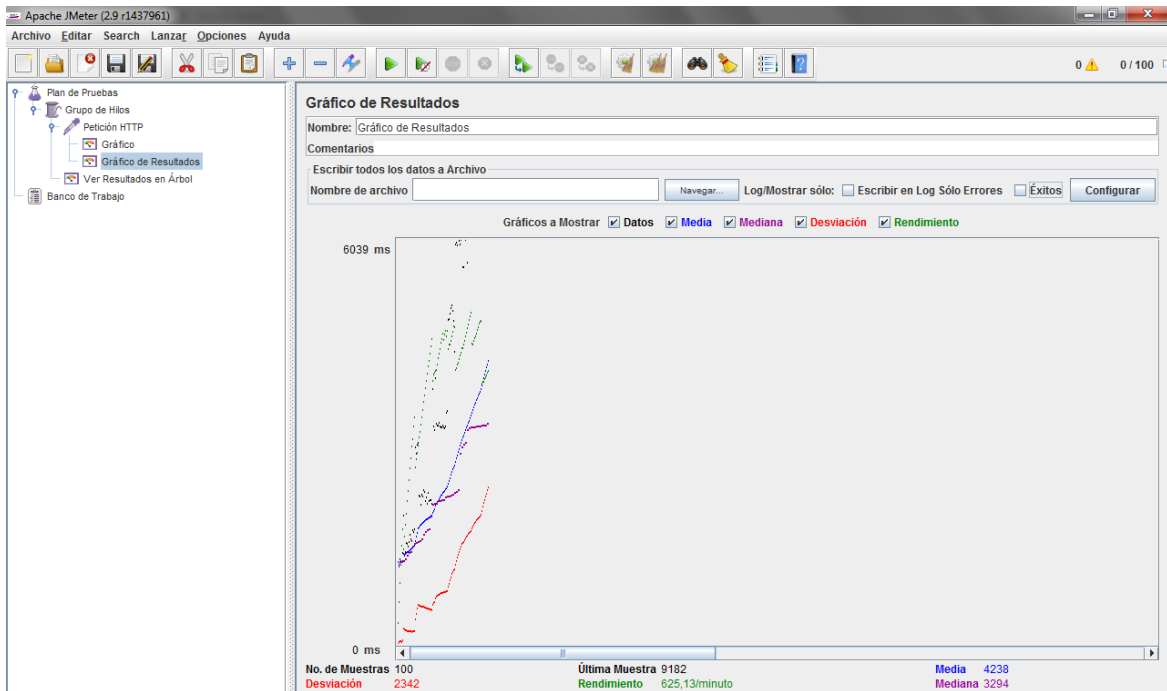 Apache JMeter (2.9 r1437961)
Archivo Editar Search Lanzar Opciones Ayuda
0 0 / 100
Plan de Pruebas
Grupo de Hilos
Petición HTTP
Gráfico
Gráfico de Resultados
Ver Resultados en Árbol
Banco de Trabajo
Gráfico de Resultados
Nombre: Gráfico de Resultados
Comentarios
Escribir todos los datos a Archivo
Nombre de archivo Navegar... Log/Mostrar sólo: Escribir en Log Sólo Errores Éxitos Configurar
Gráficos a Mostrar Datos Media Mediana Desviación Rendimiento
6039 ms
0 ms
No. de Muestras 100 Última Muestra 9182 Media 4238
Desviación 2342 Rendimiento 625,13/minuto Mediana 3294